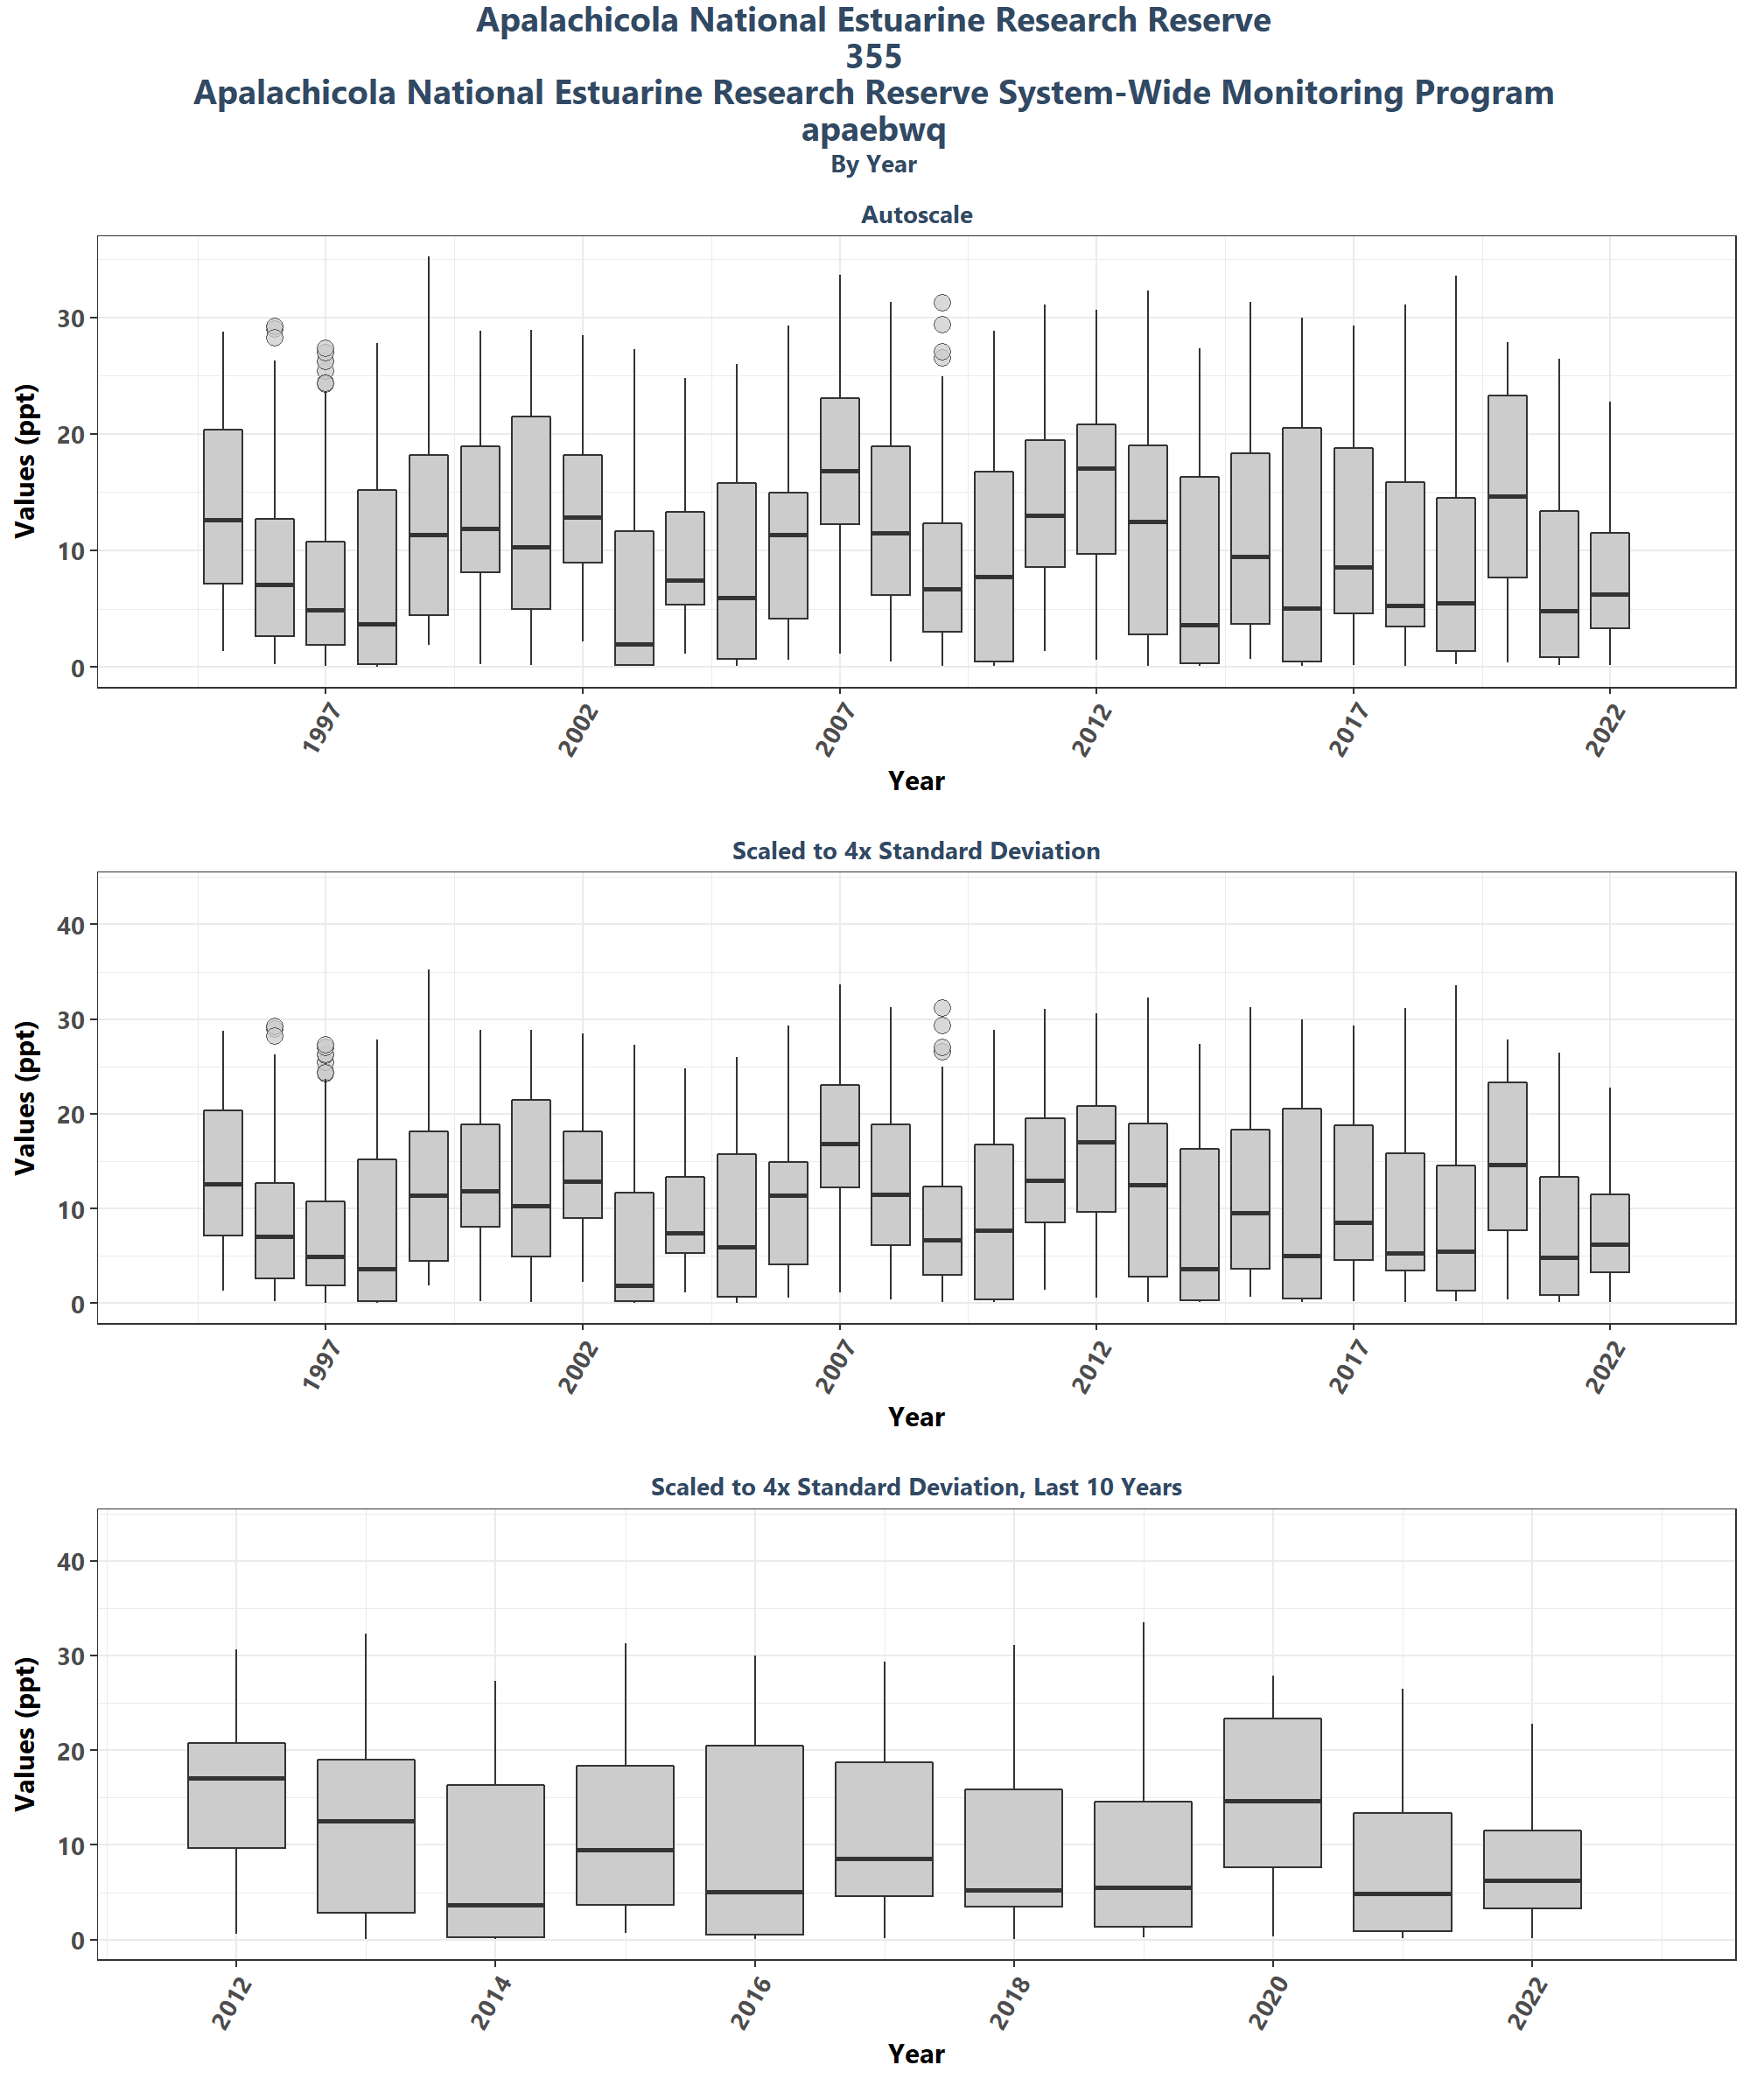 Apalachicola National Estuarine Research Reserve
355
Apalachicola National Estuarine Research Reserve System-Wide Monitoring Program
apaebwq
By Year
Autoscale
Values (ppt)
30
20
10
0
1997 2002 2007 2012 2017 2022
Year
Scaled to 4x Standard Deviation
Values (ppt)
40
30
20
10
0
1997 2002 2007 2012 2017 2022
Year
Scaled to 4x Standard Deviation, Last 10 Years
Values (ppt)
40
30
20
10
0
2012 2014 2016 2018 2020 2022
Year